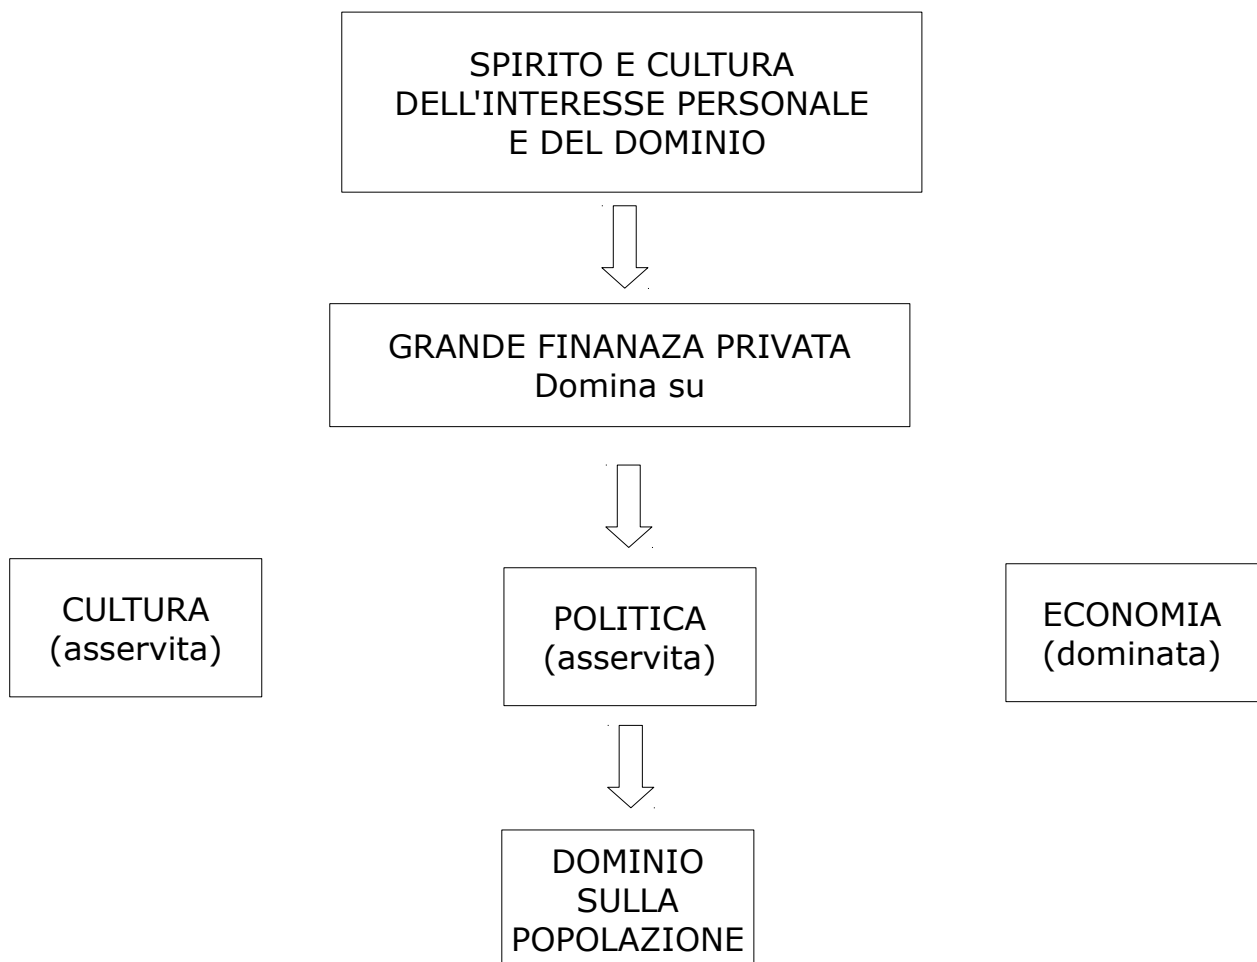 SPIRITO E CULTURA
DELL'INTERESSE PERSONALE
E DEL DOMINIO
GRANDE FINANAZA PRIVATA
Domina su
CULTURA
(asservita)
POLITICA
(asservita)
ECONOMIA
(dominata)
DOMINIO
SULLA
POPOLAZIONE